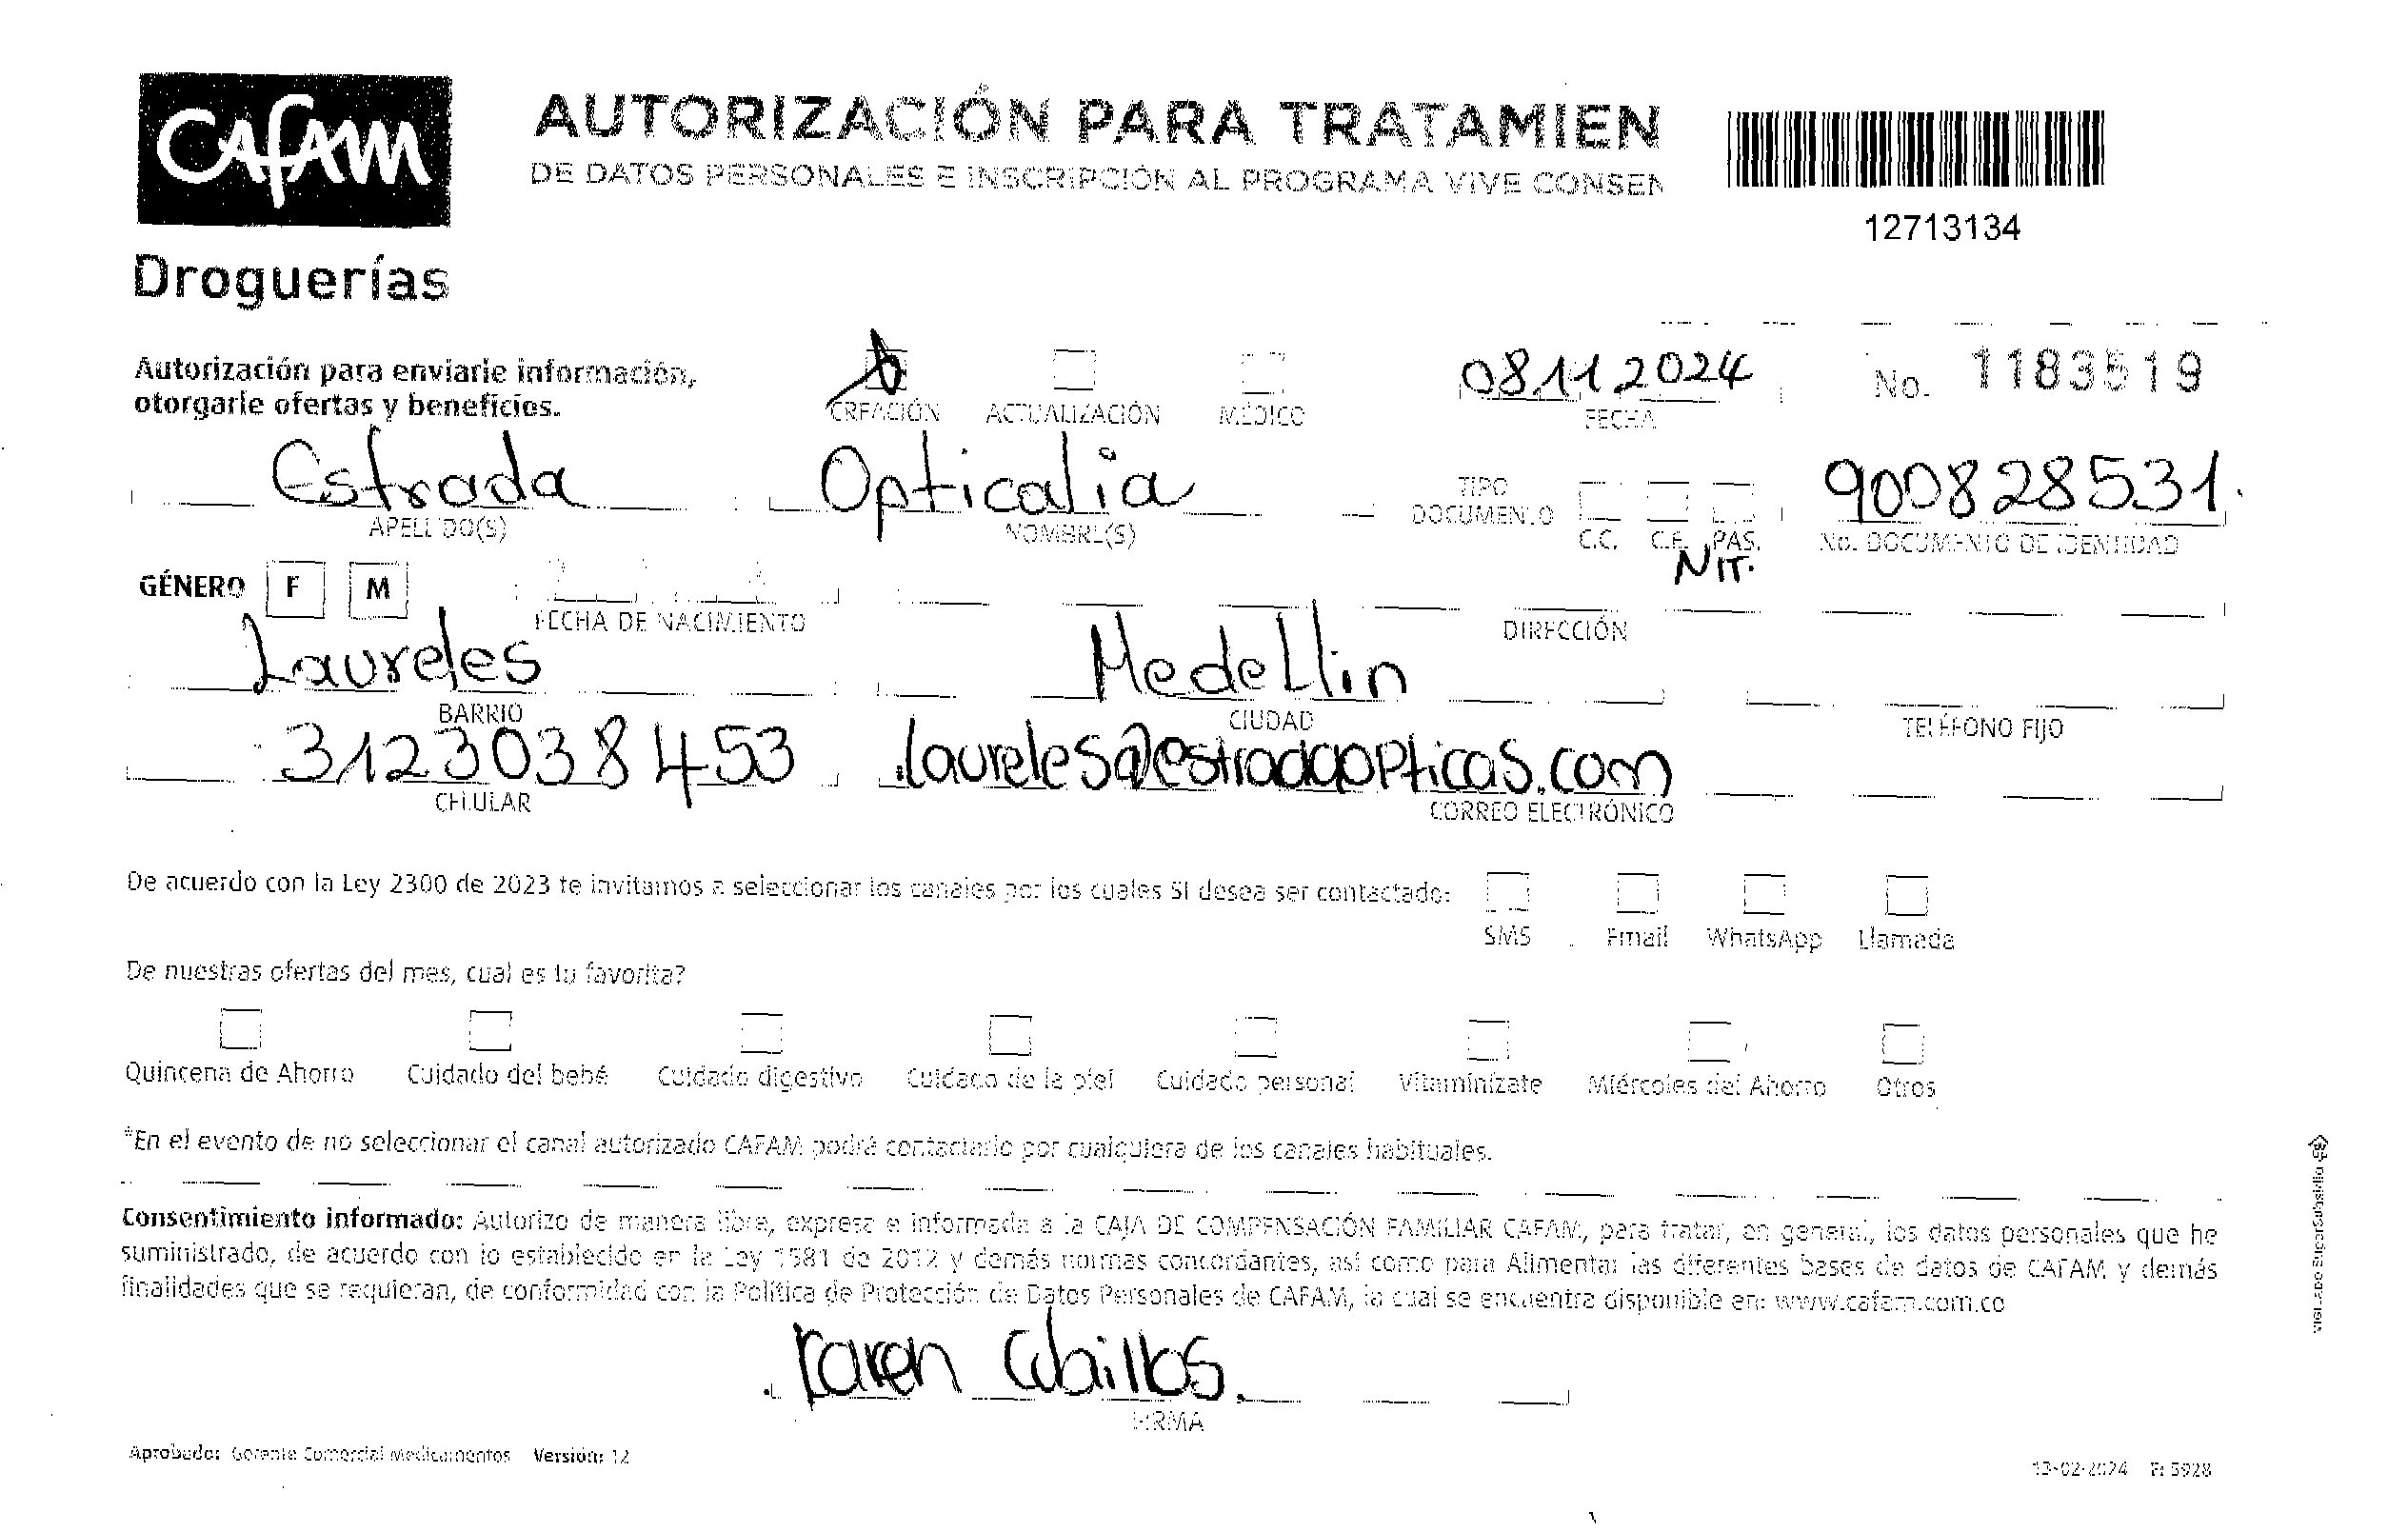 CAFAM
Droguerías
AUTORIZACIÓN PARA TRATAMIEN
DE DATOS PERSONALES E INSCRIPCIÓN AL PROGRAMA VIVE CONSEN
12713134
Autorización para enviarle información,
otorgarle ofertas y beneficios.
CREACIÓN ACTUALIZACIÓN MÉDICO
08 11 2024
FECHA
No. 1183519
Estrada Opticalia
APELLIDO(S) NOMBRE(S)
TIPO
DOCUMENTO
C.C. C.E. PAS.
NIT.
900828531
No. DOCUMENTO DE IDENTIDAD
GÉNERO F M
FECHA DE NACIMIENTO DIRECCIÓN
Laureles Medellin
BARRIO CIUDAD TELÉFONO FIJO
3123038453 laureles@estradaopticas.com
CELULAR CORREO ELECTRÓNICO
De acuerdo con la Ley 2300 de 2023 te invitamos a seleccionar los canales por los cuales SI desea ser contactado:
SMS Email WhatsApp Llamada
De nuestras ofertas del mes, cual es tu favorita?
Quincena de Ahorro Cuidado del bebé Cuidado digestivo Cuidado de la piel Cuidado personal Vitaminízate Miércoles del Ahorro Otros
*En el evento de no seleccionar el canal autorizado CAFAM podrá contactarlo por cualquiera de los canales habituales.
Consentimiento informado: Autorizo de manera libre, expresa e informada a la CAJA DE COMPENSACIÓN FAMILIAR CAFAM, para tratar, en general, los datos personales que he
suministrado, de acuerdo con lo establecido en la Ley 1581 de 2012 y demás normas concordantes, así como para Alimentar las diferentes bases de datos de CAFAM y demás
finalidades que se requieran, de conformidad con la Política de Protección de Datos Personales de CAFAM, la cual se encuentra disponible en: www.cafam.com.co
Karen Cubillos.
FIRMA
Aprobado: Gerente Comercial Medicamentos Versión: 12
13-02-2024 F: 5928
VIGILADO SuperSubsidio